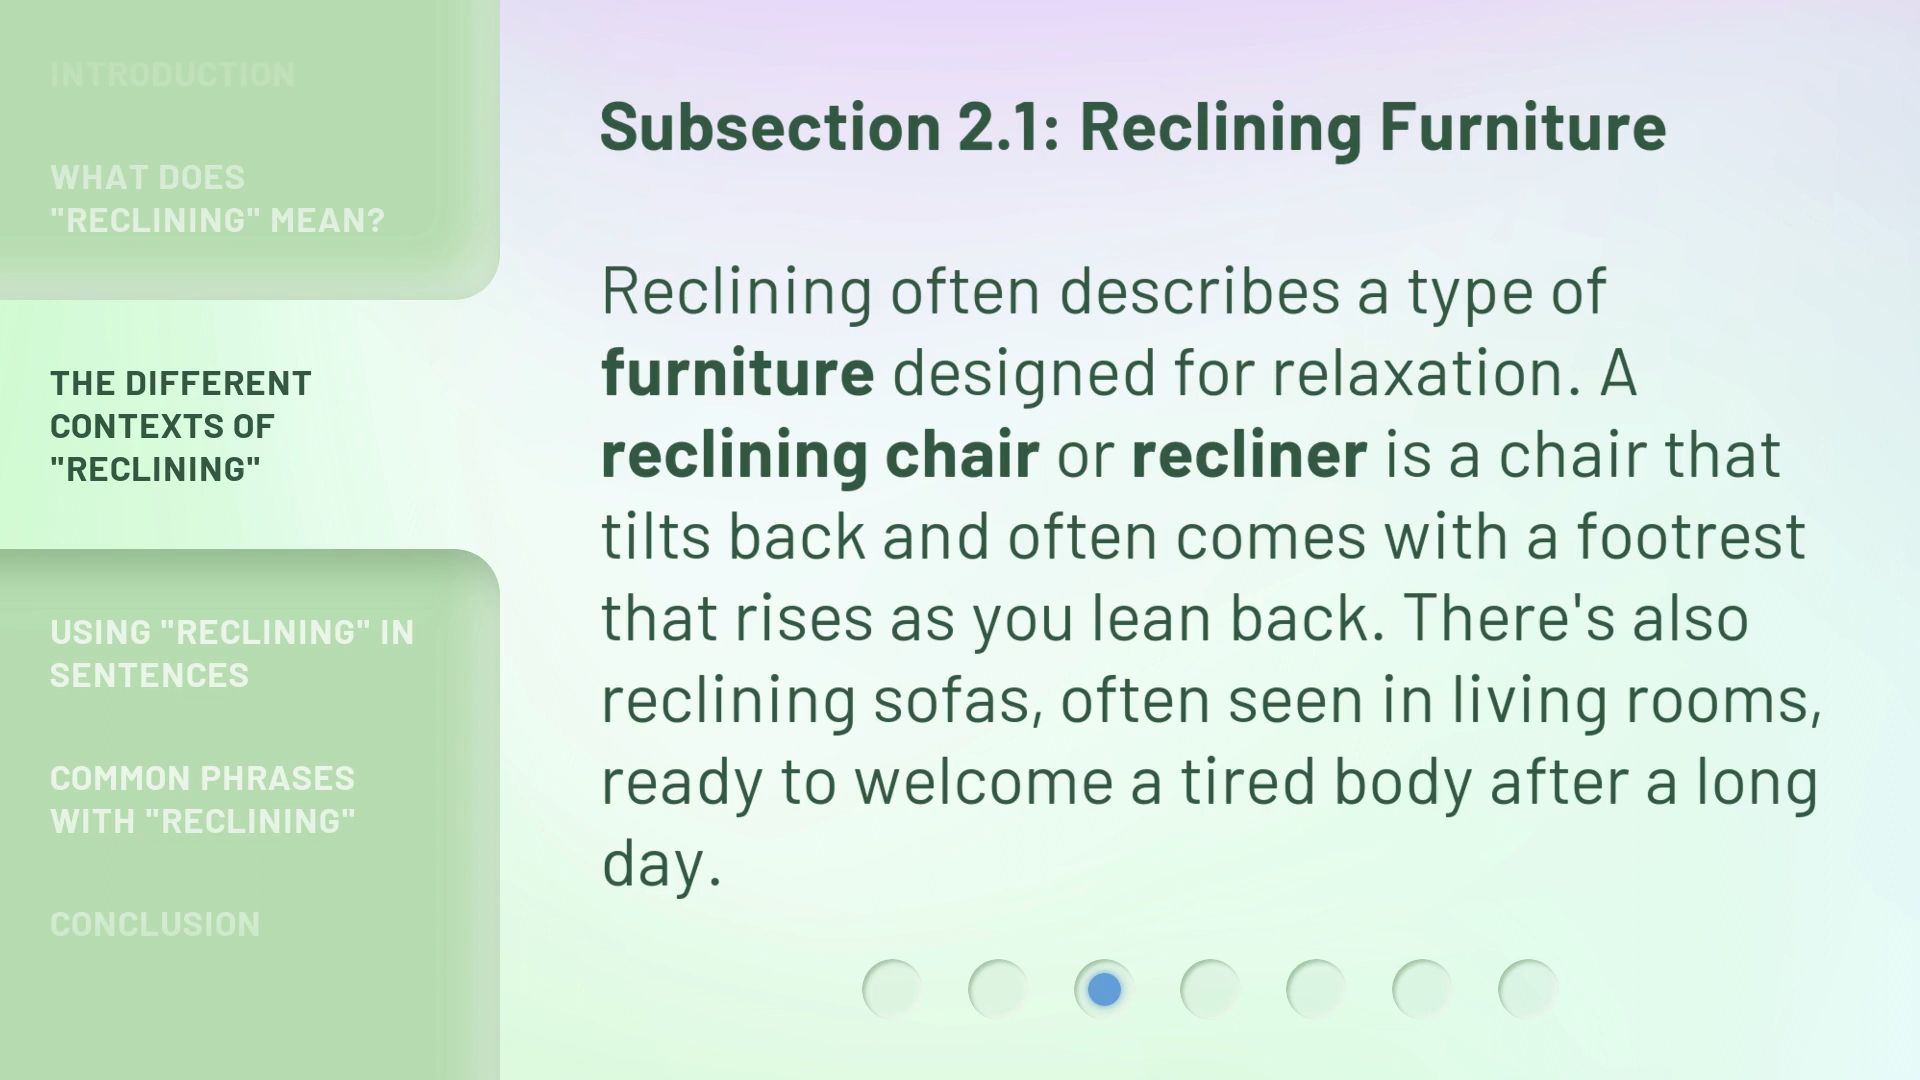 INTRODUCTION
WHAT DOES
"RECLINING" MEAN?
THE DIFFERENT
CONTEXTS OF
"RECLINING"
USING "RECLINING" IN
SENTENCES
COMMON PHRASES
WITH "RECLINING"
CONCLUSION
Subsection 2.1: Reclining Furniture
Reclining often describes a type of
furniture designed for relaxation. A
reclining chair or recliner is a chair that
tilts back and often comes with a footrest
that rises as you lean back. There's also
reclining sofas, often seen in living rooms,
ready to welcome a tired body after a long
day.